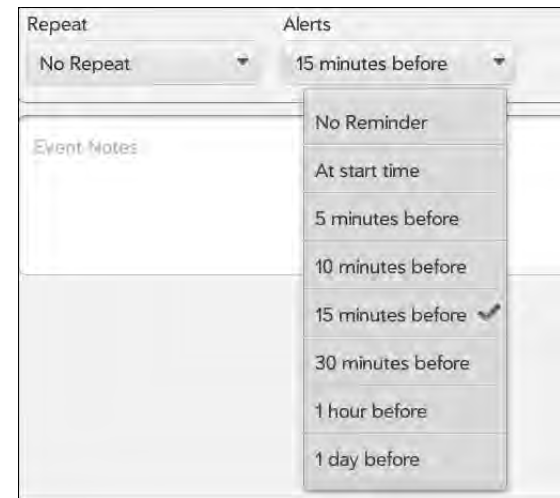 Repeat
Alerts
No Repeat
15 minutes before
No Reminder
Event Notes
At start time
5 minutes before
10 minutes before
15 minutes before
30 minutes before
1 hour before
1 day before